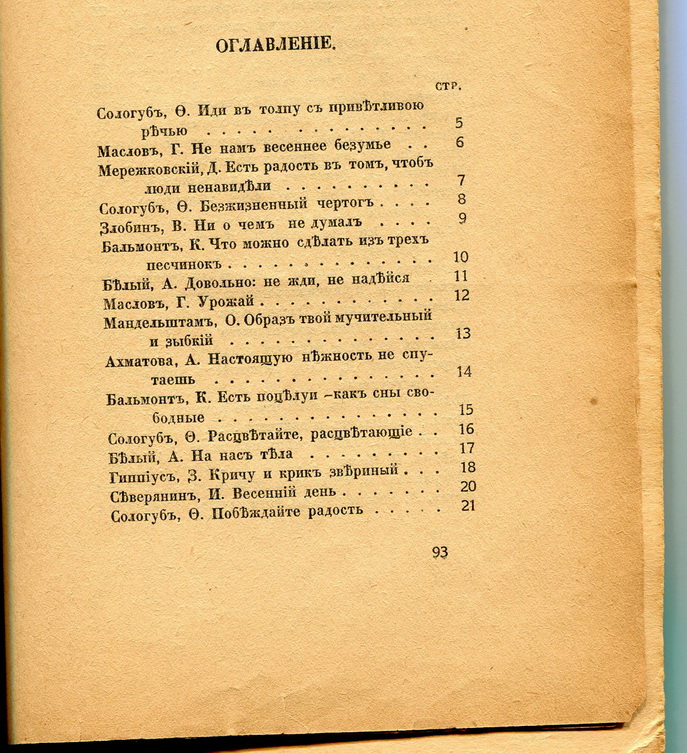 ОГЛАВЛЕНІЕ.
СТР.
Сологубъ, Ѳ. Иди въ толпу съ привѣтливою
рѣчью . . . . . . . . . . . . 5
Масловъ, Г. Не намъ весеннее безумье . . 6
Мережковскій, Д. Есть радость въ томъ, чтобъ
люди ненавидѣли . . . . . . . . . . 7
Сологубъ, Ѳ. Безжизненный чертогъ . . . . 8
Злобинъ, В. Ни о чемъ не думалъ . . . . 9
Бальмонтъ, К. Что можно сдѣлать изъ трехъ
песчинокъ . . . . . . . . . . . . . 10
Бѣлый, А. Довольно: не жди, не надѣйся 11
Масловъ, Г. Урожай . . . . . . . . . . . 12
Мандельштамъ, О. Образъ твой мучительный
и зыбкій . . . . . . . . . . . . . 13
Ахматова, А. Настоящую нѣжность не спу-
таешь . . . . . . . . . . . . . . 14
Бальмонтъ, К. Есть поцѣлуи –какъ сны сво-
бодные . . . . . . . . . . . . . . 15
Сологубъ, Ѳ. Расцвѣтайте, расцвѣтающіе . . 16
Бѣлый, А. На насъ тѣла . . . . . . . . . 17
Гиппіусъ, З. Кричу и крик звѣриный . . . 18
Сѣверянин, И. Весенній день . . . . . . . 20
Сологубъ, Ѳ. Побѣждайте радость . . . . . 21
93